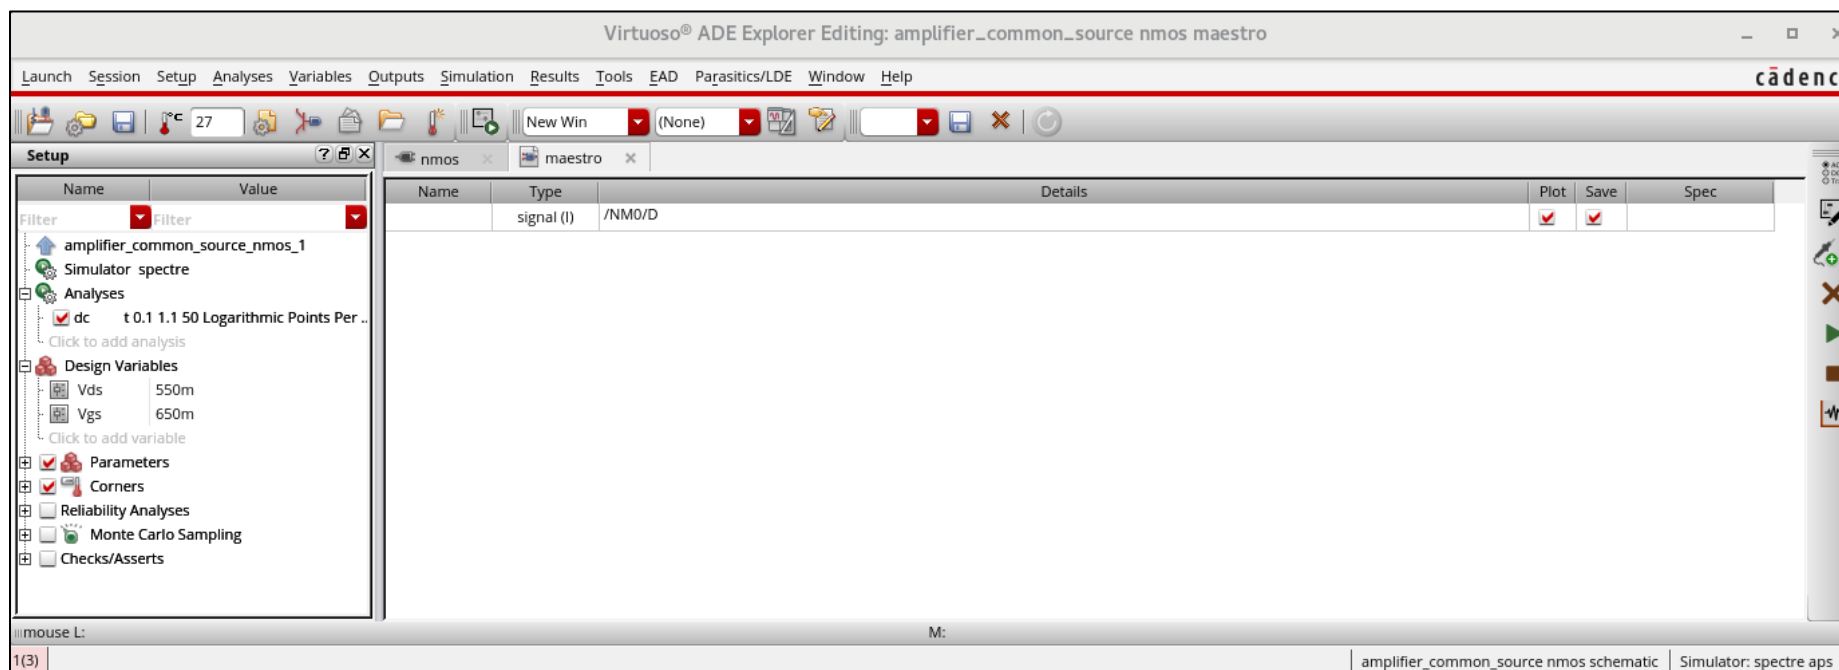 Virtuoso® ADE Explorer Editing: amplifier_common_source nmos maestro
Launch Session Setup Analyses Variables Outputs Simulation Results Tools EAD Parasitics/LDE Window Help
cādenc
°C 27 New Win (None)
Setup
nmos maestro
Name Value
Name Type Details Plot Save Spec
Filter Filter
signal (I) /NM0/D
amplifier_common_source_nmos_1
Simulator spectre
Analyses
dc t 0.1 1.1 50 Logarithmic Points Per ..
Click to add analysis
Design Variables
Vds 550m
Vgs 650m
Click to add variable
Parameters
Corners
Reliability Analyses
Monte Carlo Sampling
Checks/Asserts
mouse L: M:
1(3) amplifier_common_source nmos schematic Simulator: spectre aps